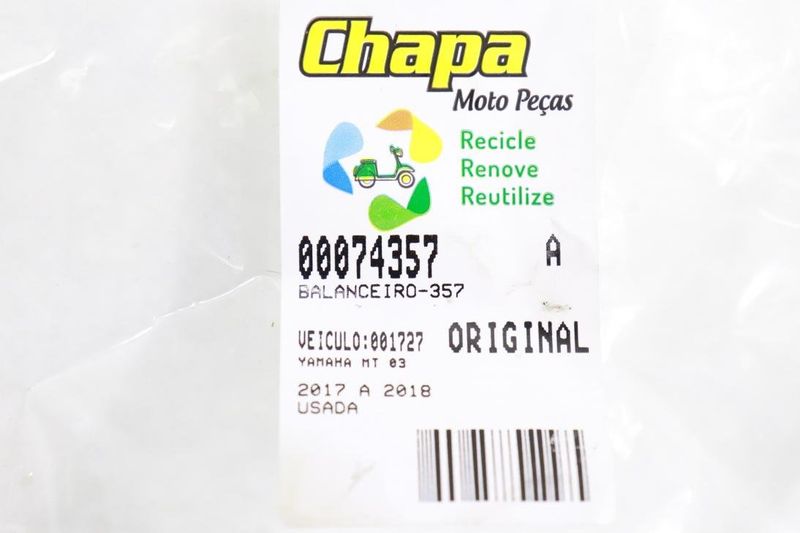 Chapa
Moto Peças
Recicle
Renove
Reutilize
00074357 A
BALANCEIRO-357
VEICULO:001727 ORIGINAL
YAMAHA MT 03
2017 A 2018
USADA